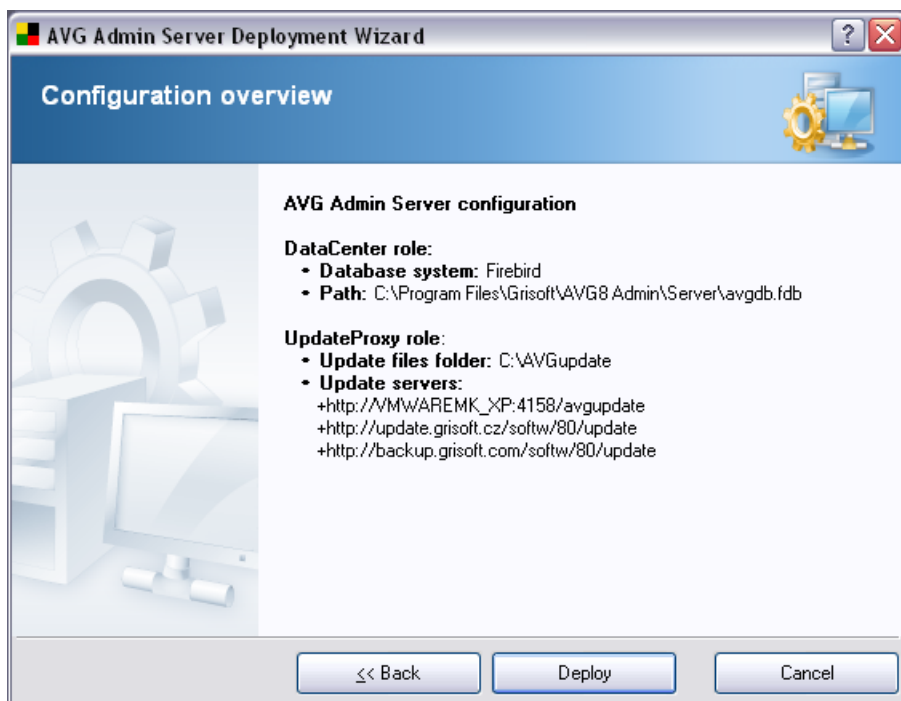 AVG Admin Server Deployment Wizard
?
Configuration overview
AVG Admin Server configuration
DataCenter role:
• Database system: Firebird
• Path: C:\Program Files\Grisoft\AVG8 Admin\Server\avgdb.fdb
UpdateProxy role:
• Update files folder: C:\AVGupdate
• Update servers:
+http://VMWAREMK_XP:4158/avgupdate
+http://update.grisoft.cz/softw/80/update
+http://backup.grisoft.com/softw/80/update
<< Back Deploy Cancel